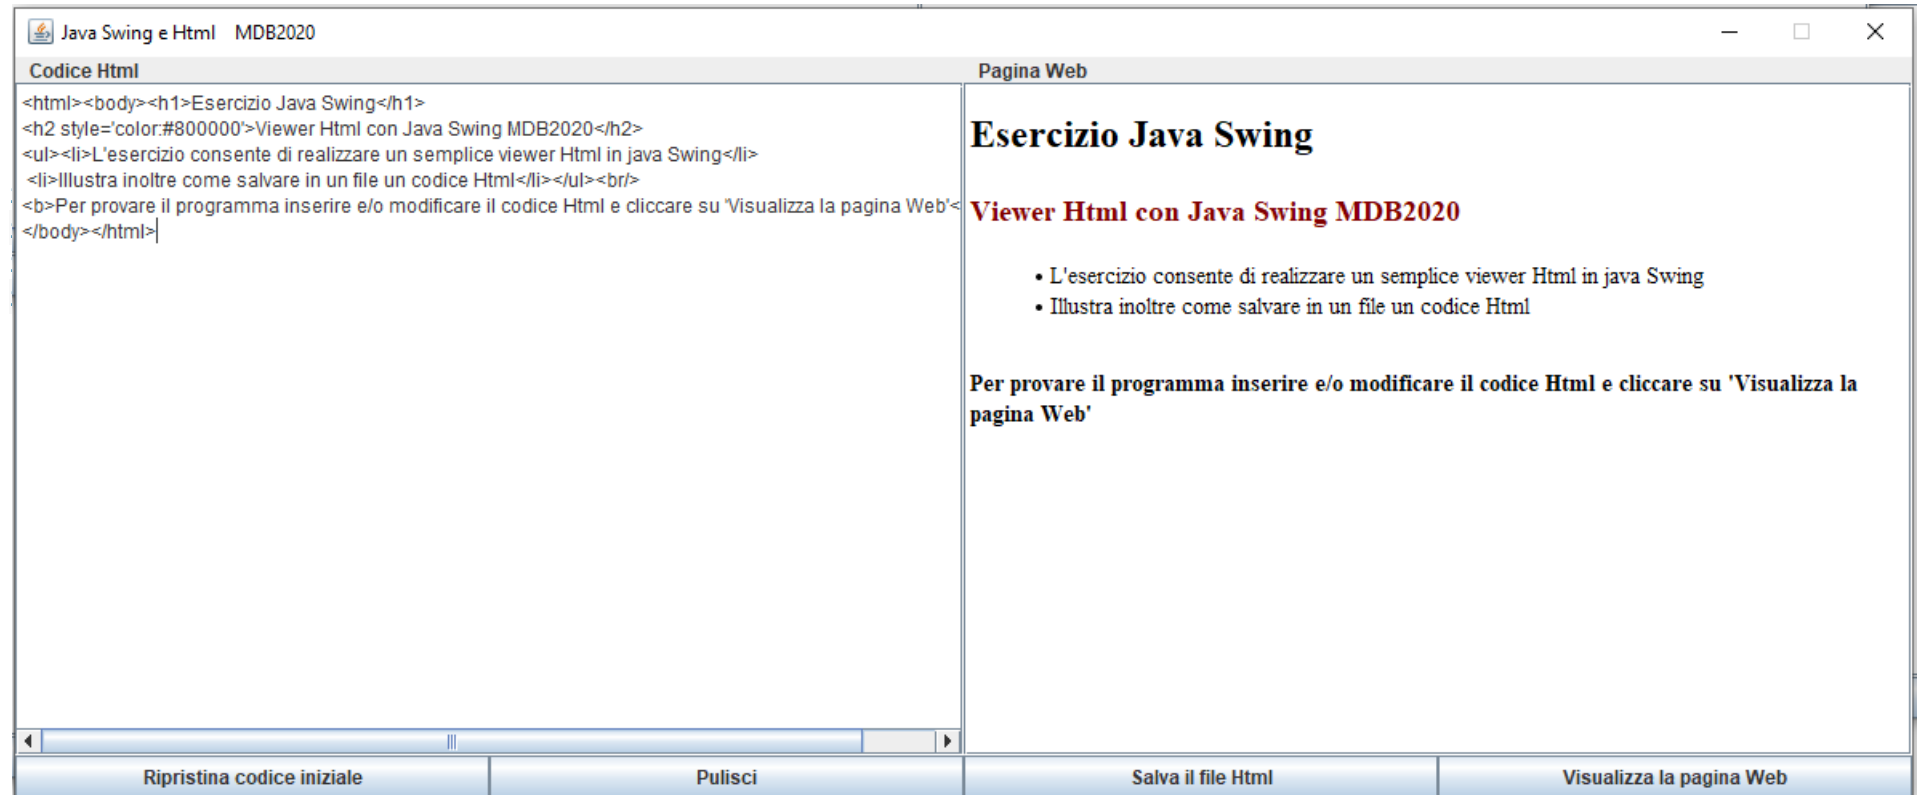 Java Swing e Html MDB2020
Codice Html
<html><body><h1>Esercizio Java Swing</h1>
<h2 style='color:#800000'>Viewer Html con Java Swing MDB2020</h2>
<ul><li>L'esercizio consente di realizzare un semplice viewer Html in java Swing</li>
<li>Illustra inoltre come salvare in un file un codice Html</li></ul><br/>
<b>Per provare il programma inserire e/o modificare il codice Html e cliccare su 'Visualizza la pagina Web'<
</body></html>
Pagina Web
Esercizio Java Swing
Viewer Html con Java Swing MDB2020
• L'esercizio consente di realizzare un semplice viewer Html in java Swing
• Illustra inoltre come salvare in un file un codice Html
Per provare il programma inserire e/o modificare il codice Html e cliccare su 'Visualizza la
pagina Web'
Ripristina codice iniziale
Pulisci
Salva il file Html
Visualizza la pagina Web